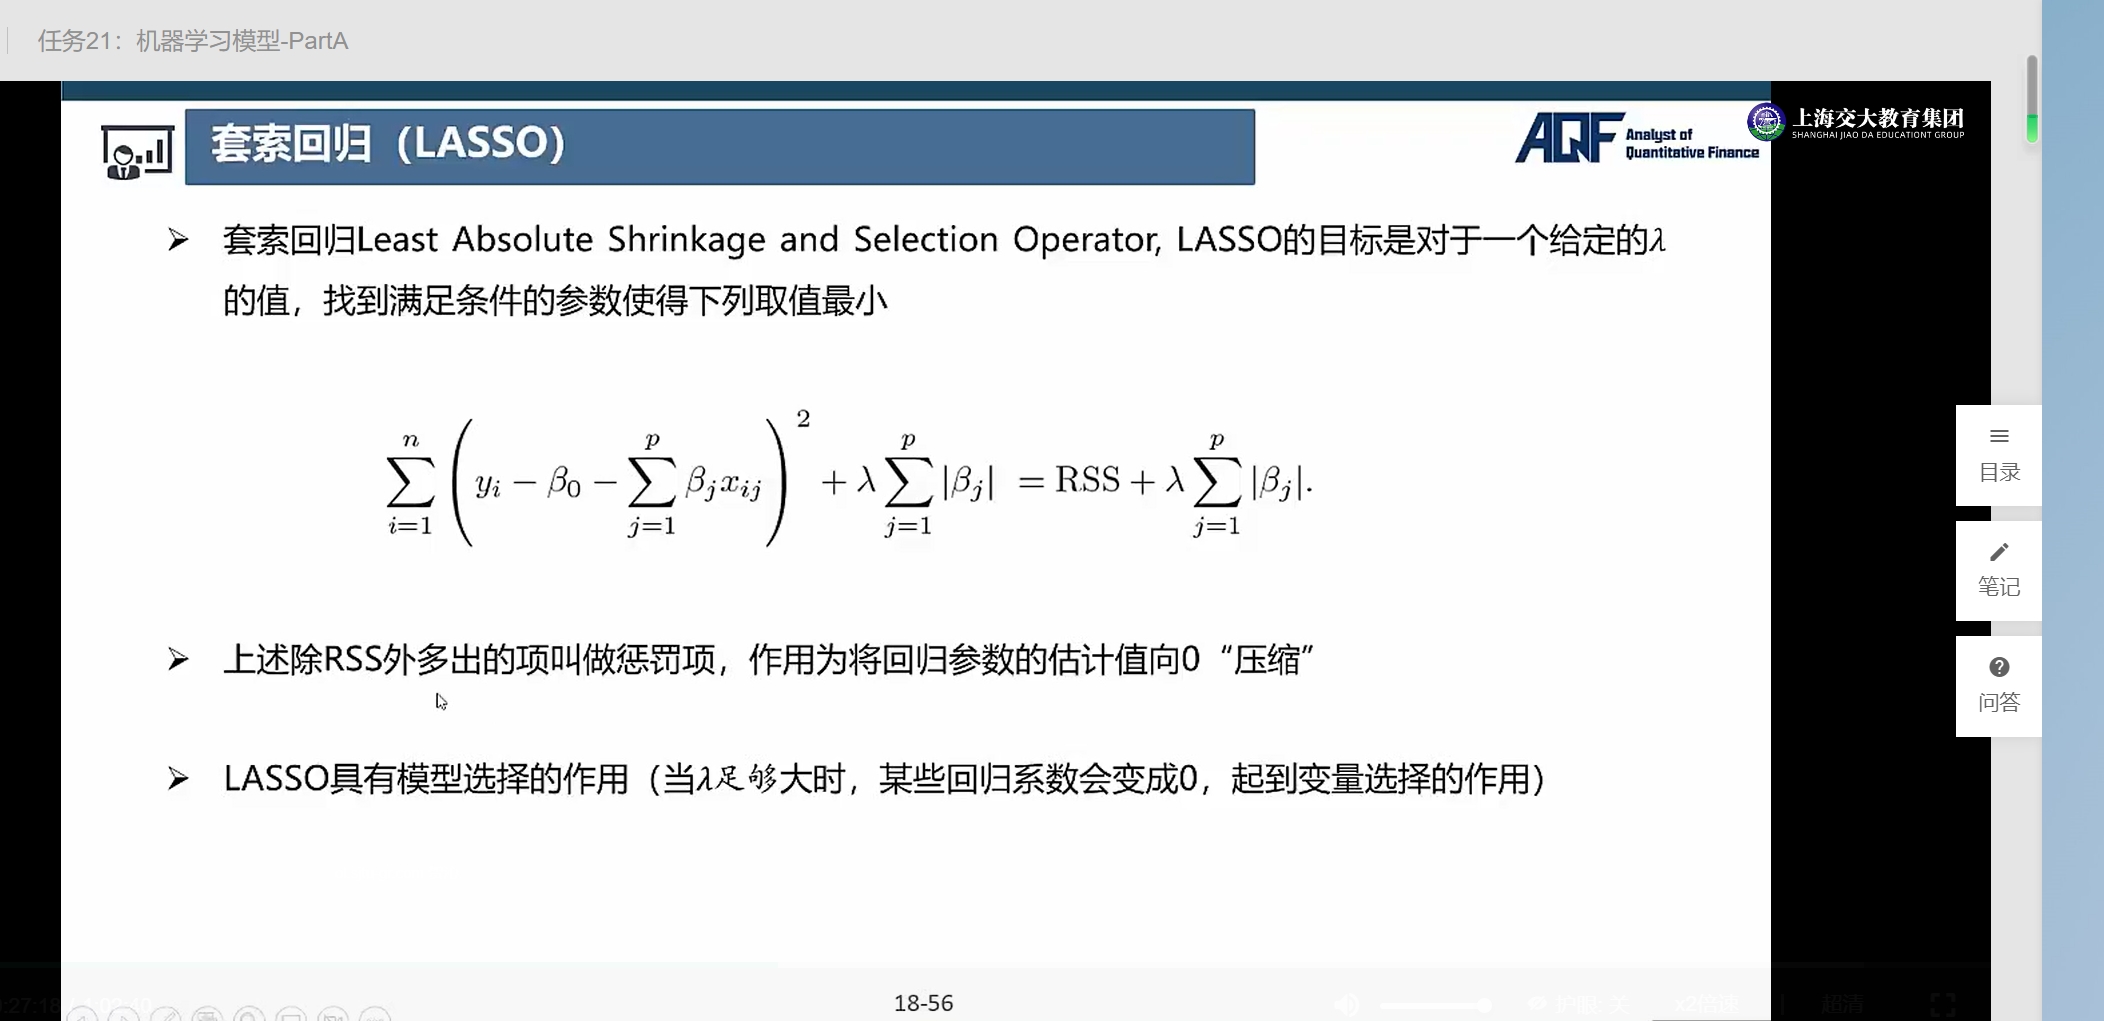 任务21：机器学习模型-PartA
套索回归（LASSO）
AQF Analyst of Quantitative Finance
上海交大教育集团
SHANGHAI JIAO DA EDUCATIONT GROUP
➢ 套索回归Least Absolute Shrinkage and Selection Operator, LASSO的目标是对于一个给定的λ
的值，找到满足条件的参数使得下列取值最小
\sum_{i=1}^{n} \left( y_i - \beta_0 - \sum_{j=1}^{p} \beta_j x_{ij} \right)^2 + \lambda \sum_{j=1}^{p} |\beta_j| = RSS + \lambda \sum_{j=1}^{p} |\beta_j|.
➢ 上述除RSS外多出的项叫做惩罚项，作用为将回归参数的估计值向0“压缩”
➢ LASSO具有模型选择的作用（当λ足够大时，某些回归系数会变成0，起到变量选择的作用）
目录
笔记
问答
18-56
x2倍速
超清